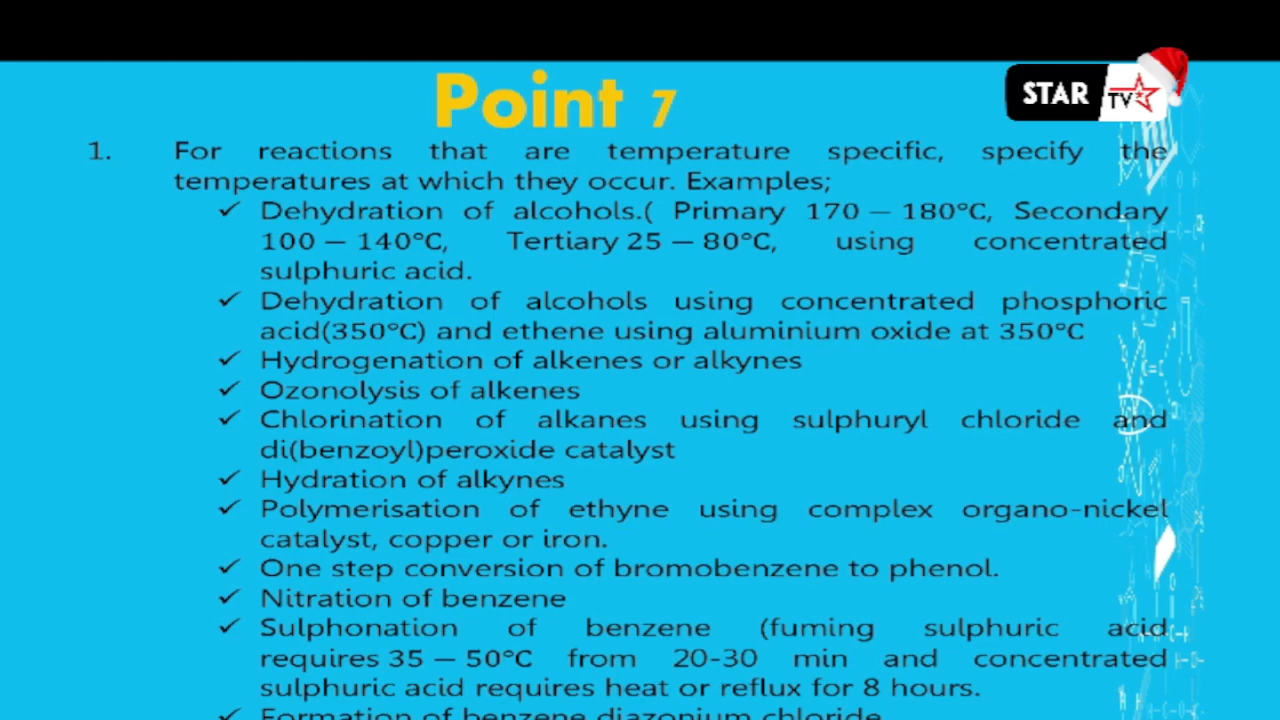 Point 7
STAR TV
1. For reactions that are temperature specific, specify the
temperatures at which they occur. Examples;
✓ Dehydration of alcohols.( Primary 170 – 180°C, Secondary
100 – 140°C, Tertiary 25 – 80°C, using concentrated
sulphuric acid.
✓ Dehydration of alcohols using concentrated phosphoric
acid(350°C) and ethene using aluminium oxide at 350°C
✓ Hydrogenation of alkenes or alkynes
✓ Ozonolysis of alkenes
✓ Chlorination of alkanes using sulphuryl chloride and
di(benzoyl)peroxide catalyst
✓ Hydration of alkynes
✓ Polymerisation of ethyne using complex organo-nickel
catalyst, copper or iron.
✓ One step conversion of bromobenzene to phenol.
✓ Nitration of benzene
✓ Sulphonation of benzene (fuming sulphuric acid
requires 35 – 50°C from 20-30 min and concentrated
sulphuric acid requires heat or reflux for 8 hours.
✓ Formation of benzene diazonium chloride